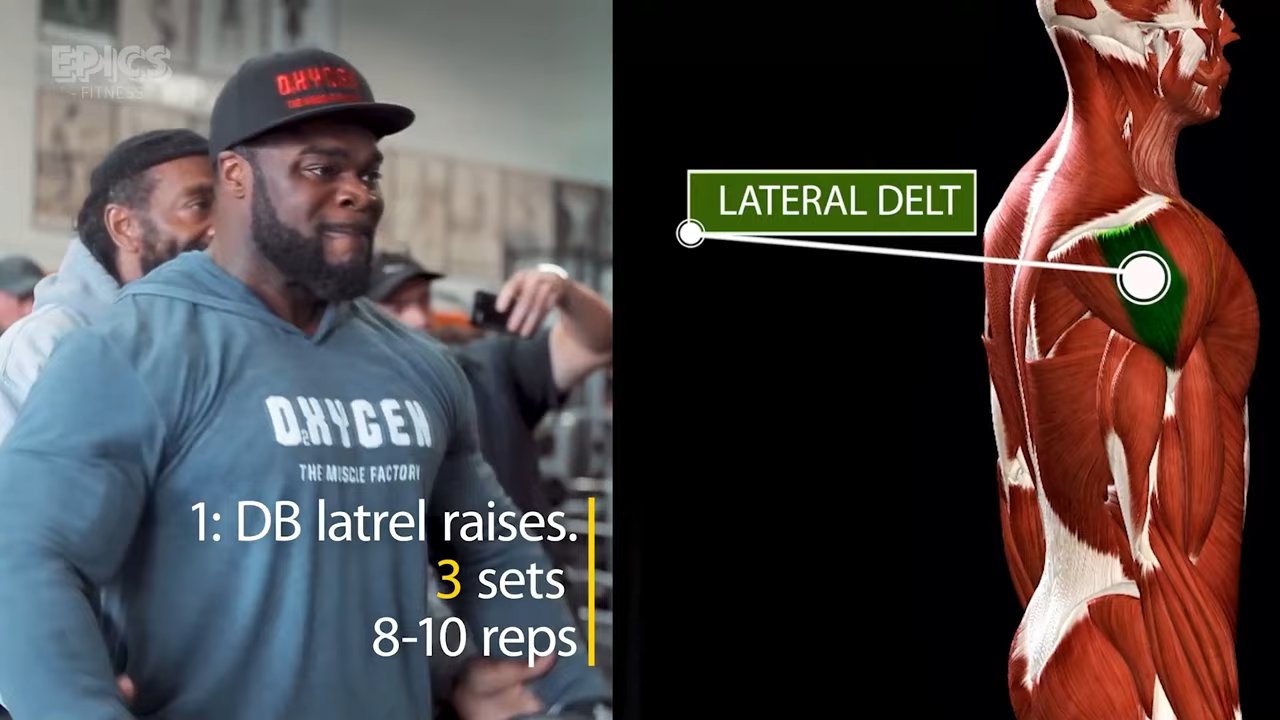 EPICS
- FITNESS
OXYGEN
OXYGEN
THE MUSCLE FACTORY
1: DB latrel raises.
3 sets
8-10 reps
LATERAL DELT